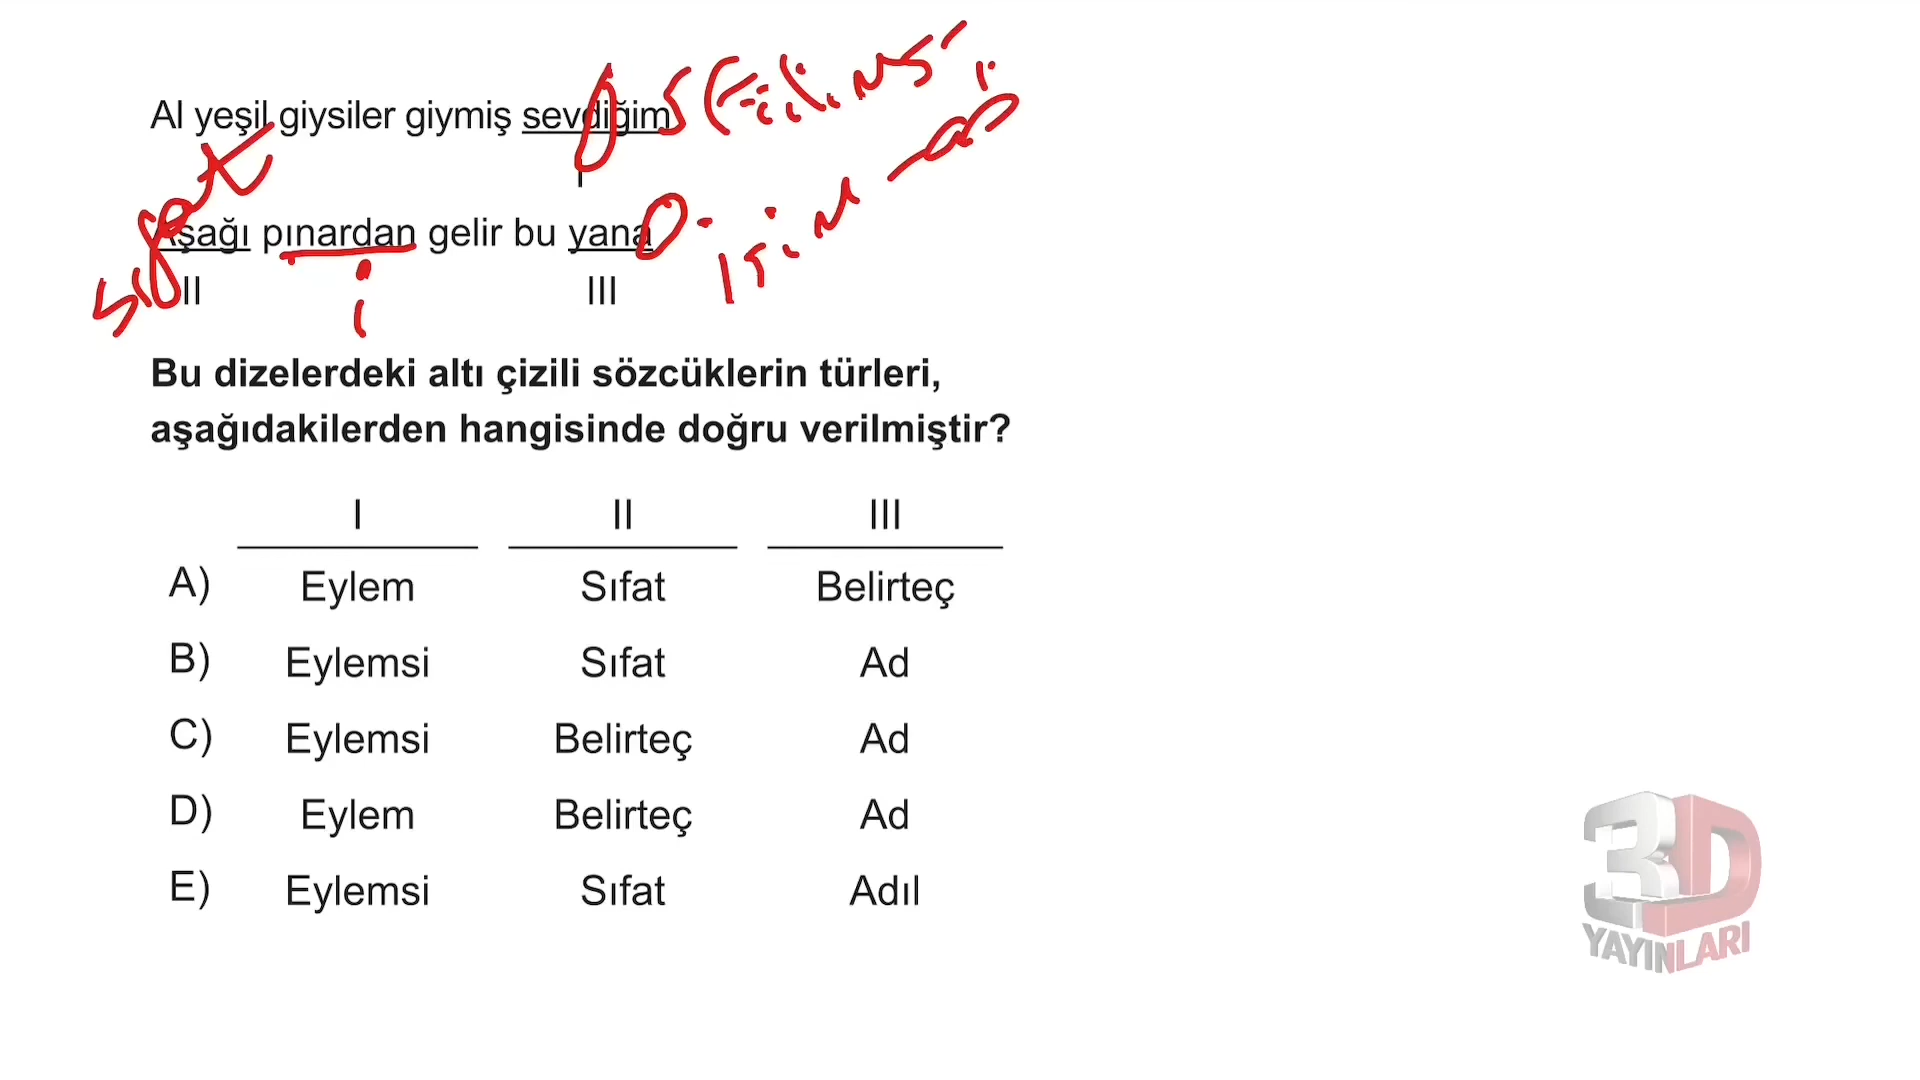 Al yeşil giysiler giymiş sevdiğim
I
Aşağı pınardan gelir bu yana
II III
sıfat
i
isim ad
Bu dizelerdeki altı çizili sözcüklerin türleri,
aşağıdakilerden hangisinde doğru verilmiştir?
I II III
A) Eylem Sıfat Belirteç
B) Eylemsi Sıfat Ad
C) Eylemsi Belirteç Ad
D) Eylem Belirteç Ad
E) Eylemsi Sıfat Adıl
3D
YAYINLARI